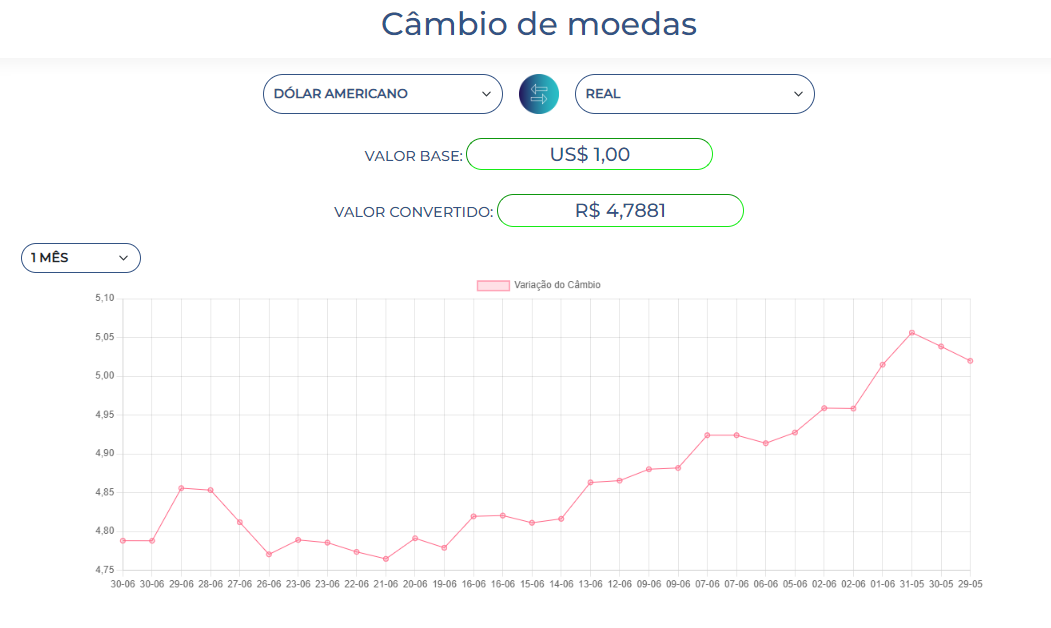 Câmbio de moedas
DÓLAR AMERICANO
REAL
VALOR BASE: US$ 1,00
VALOR CONVERTIDO: R$ 4,7881
1 MÊS
Variação do Câmbio
5,10
5,05
5,00
4,95
4,90
4,85
4,80
4,75
30-06 30-06 29-06 28-06 27-06 26-06 23-06 23-06 22-06 21-06 20-06 19-06 16-06 16-06 15-06 14-06 13-06 12-06 09-06 09-06 07-06 07-06 06-06 05-06 02-06 02-06 01-06 31-05 30-05 29-05